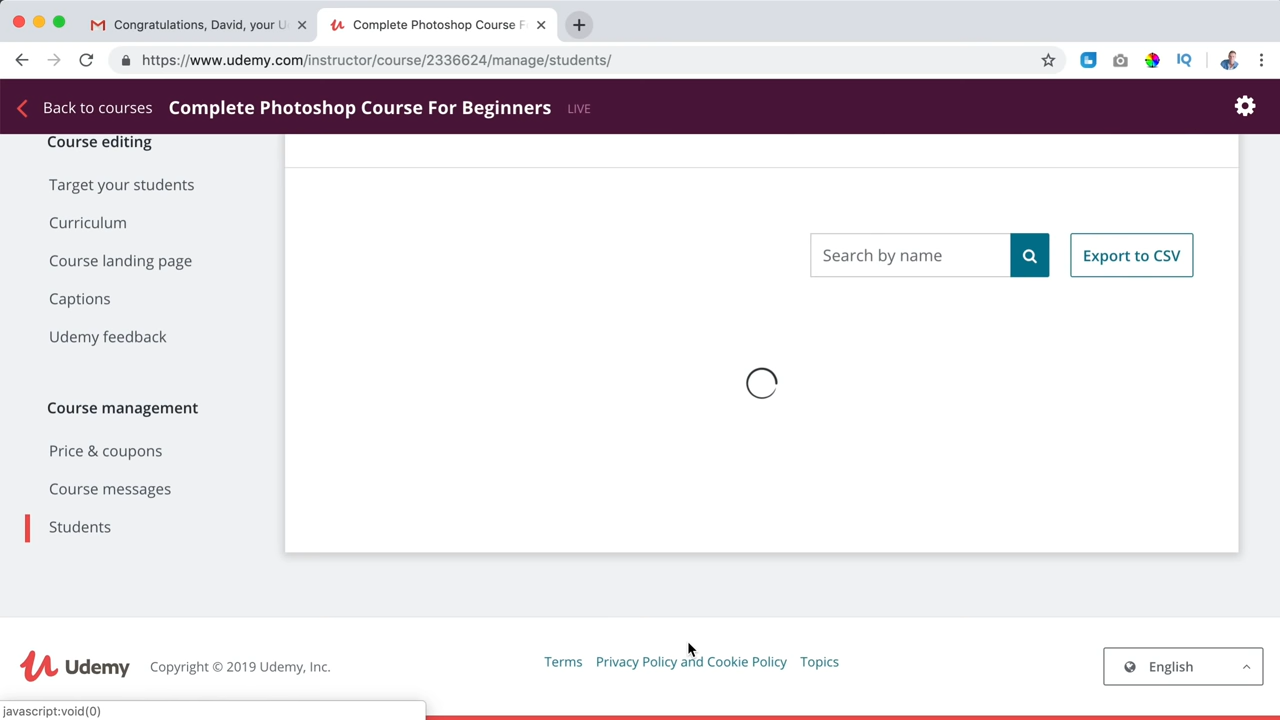 Congratulations, David, your U
Complete Photoshop Course F
https://www.udemy.com/instructor/course/2336624/manage/students/
IQ
Back to courses
Complete Photoshop Course For Beginners
LIVE
Course editing
Target your students
Curriculum
Course landing page
Captions
Udemy feedback
Course management
Price & coupons
Course messages
Students
Search by name
Export to CSV
Udemy
Copyright © 2019 Udemy, Inc.
Terms
Privacy Policy and Cookie Policy
Topics
English
javascript:void(0)